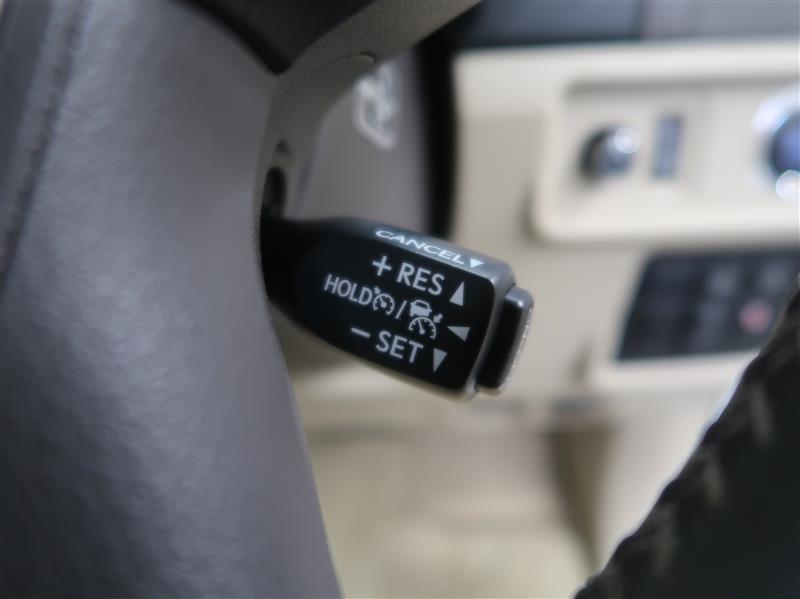 CANCEL▼
+ RES ▲
HOLD /
− SET ▼